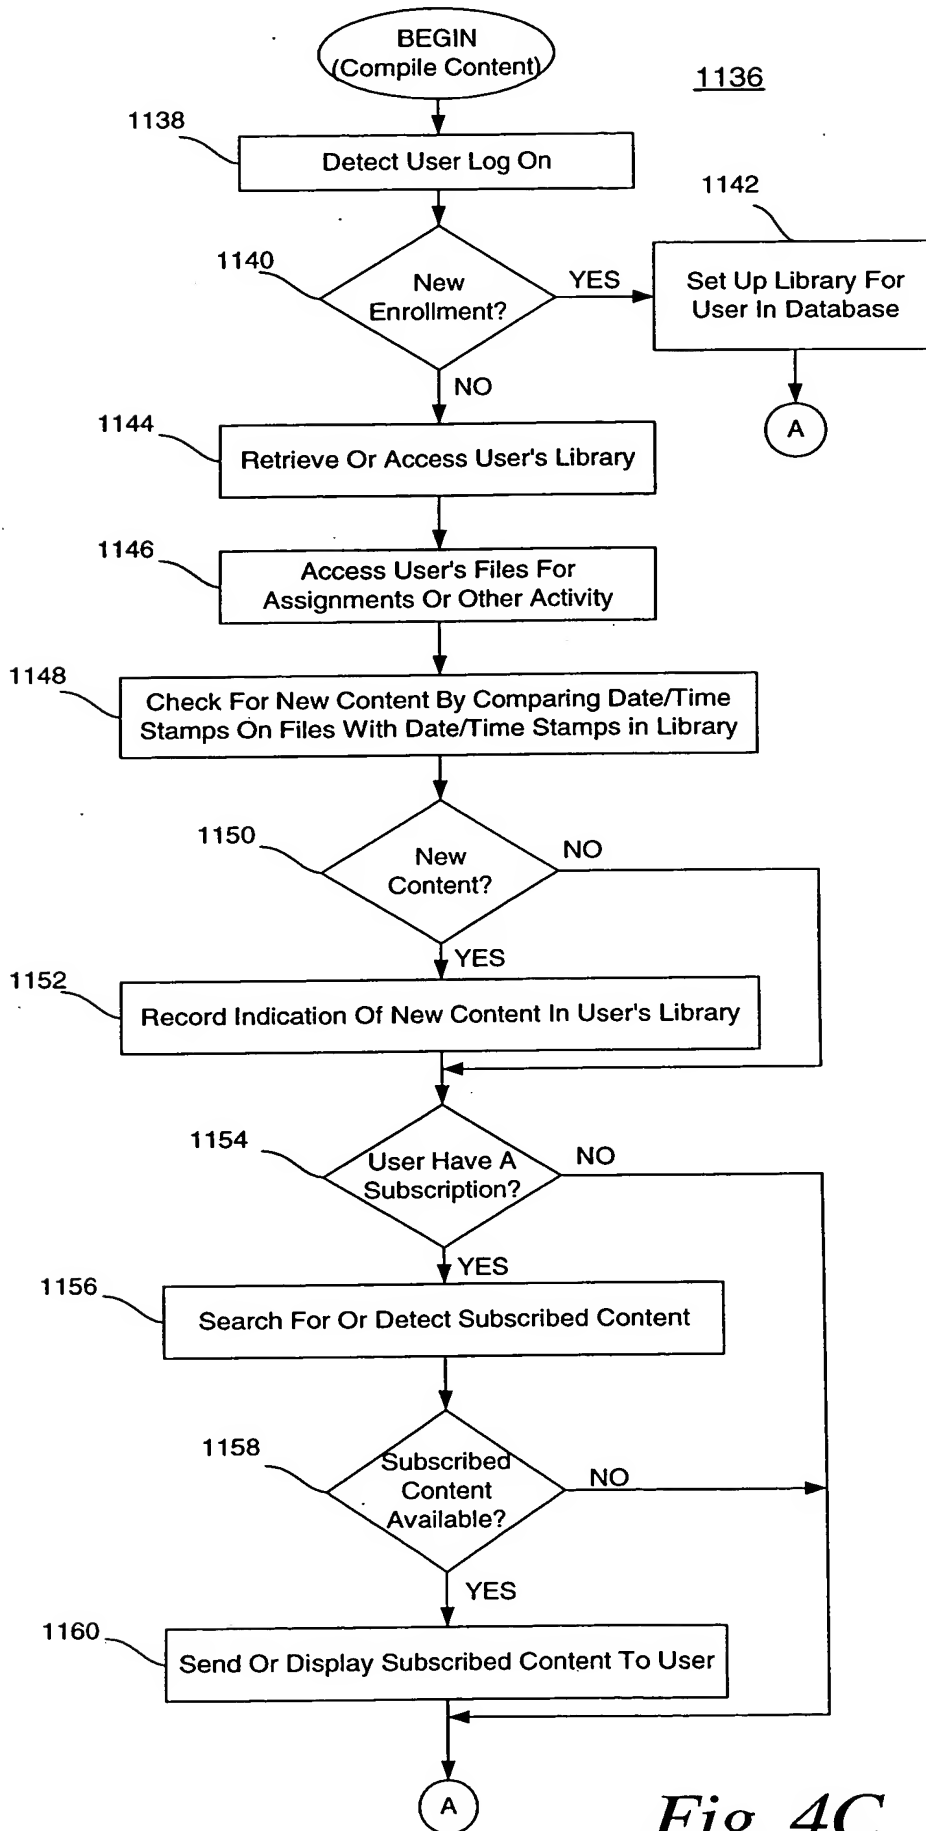 BEGIN
(Compile Content)
1136
1138
Detect User Log On
1142
1140
New
Enrollment?
YES
Set Up Library For
User In Database
NO
A
1144
Retrieve Or Access User's Library
1146
Access User's Files For
Assignments Or Other Activity
1148
Check For New Content By Comparing Date/Time
Stamps On Files With Date/Time Stamps in Library
1150
New
Content?
NO
YES
1152
Record Indication Of New Content In User's Library
1154
User Have A
Subscription?
NO
YES
1156
Search For Or Detect Subscribed Content
1158
Subscribed
Content
Available?
NO
YES
1160
Send Or Display Subscribed Content To User
A
Fig. 4C